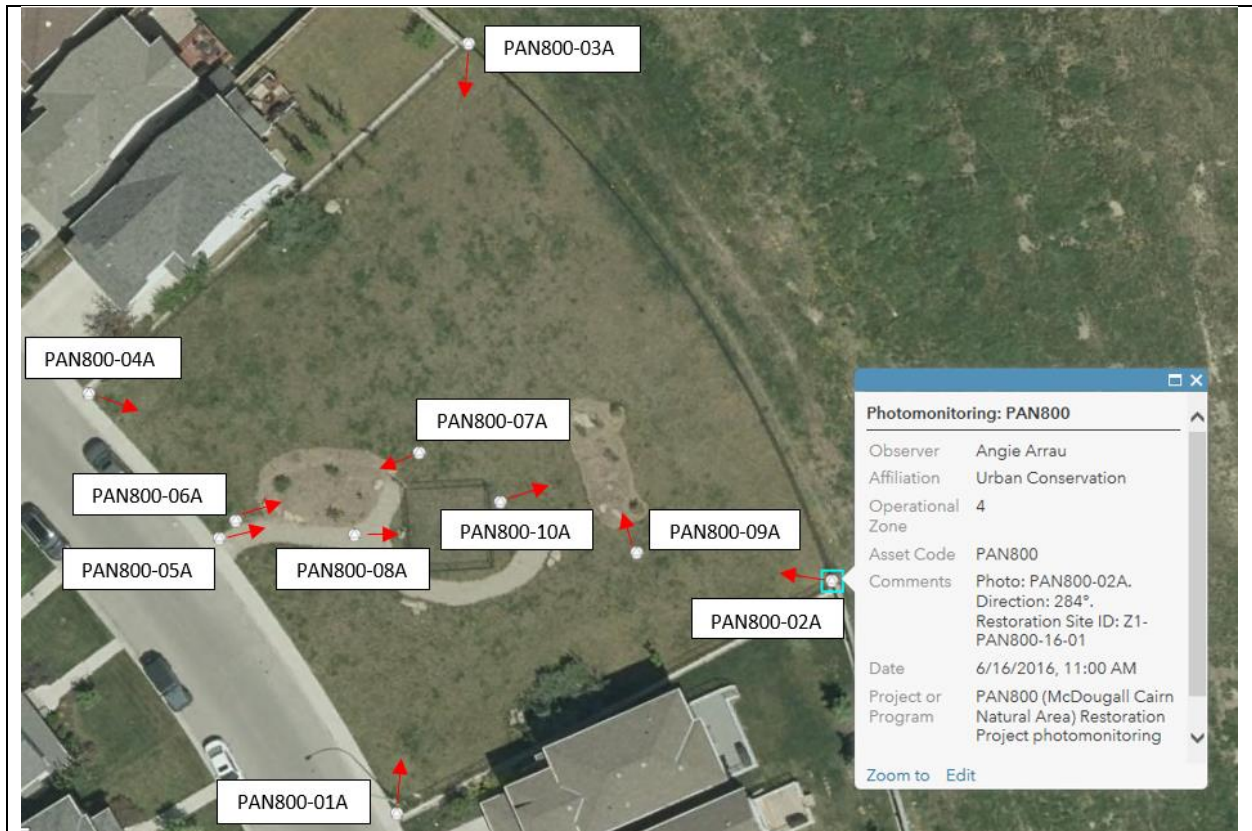 PAN800-03A
PAN800-04A
PAN800-07A
PAN800-06A
PAN800-10A
PAN800-09A
PAN800-05A
PAN800-08A
PAN800-02A
PAN800-01A
Photomonitoring: PAN800
Observer Angie Arrau
Affiliation Urban Conservation
Operational 4
Zone
Asset Code PAN800
Comments Photo: PAN800-02A.
Direction: 284°.
Restoration Site ID: Z1-
PAN800-16-01
Date 6/16/2016, 11:00 AM
Project or PAN800 (McDougall Cairn
Program Natural Area) Restoration
Project photomonitoring
Zoom to Edit